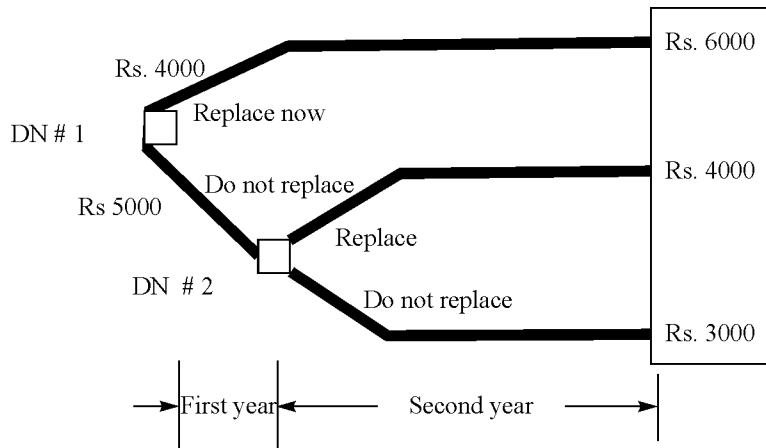 Rs. 4000
Rs. 6000
Replace now
DN # 1
Do not replace
Rs. 4000
Rs 5000
Replace
DN # 2
Do not replace
Rs. 3000
First year
Second year